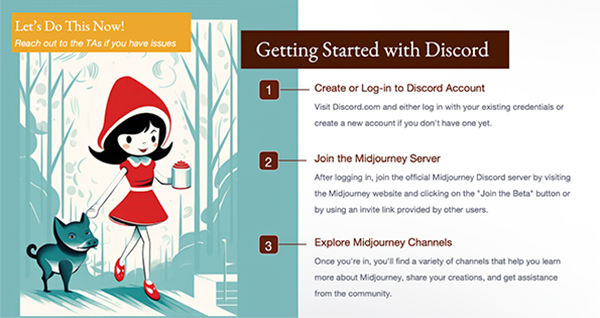 Let's Do This Now!
Reach out to the TAs if you have issues
Getting Started with Discord
1
Create or Log-in to Discord Account
Visit Discord.com and either log in with your existing credentials or
create a new account if you don't have one yet.
2
Join the Midjourney Server
After logging in, join the official Midjourney Discord server by visiting
the Midjourney website and clicking on the "Join the Beta" button or
by using an invite link provided by other users.
3
Explore Midjourney Channels
Once you're in, you'll find a variety of channels that help you learn
more about Midjourney, share your creations, and get assistance
from the community.